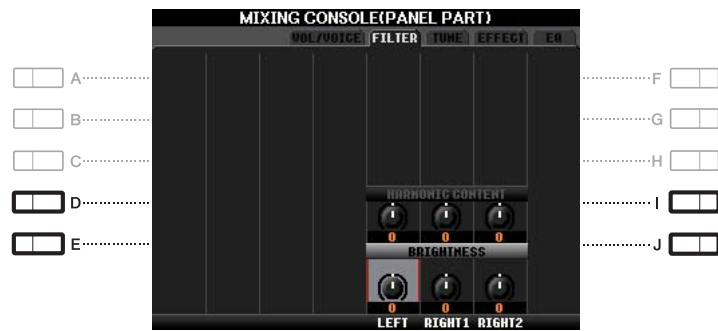 MIXING CONSOLE(PANEL PART)
VOL/VOICE FILTER TUNE EFFECT EQ
A F
B G
C H
D I
HARMONIC CONTENT
0 0 0
E J
BRIGHTNESS
0 0 0
LEFT RIGHT1 RIGHT2